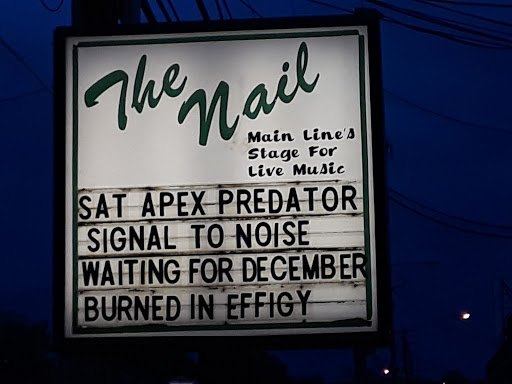 The Nail
Main Line's
Stage For
Live Music
SAT APEX PREDATOR
SIGNAL TO NOISE
WAITING FOR DECEMBER
BURNED IN EFFIGY